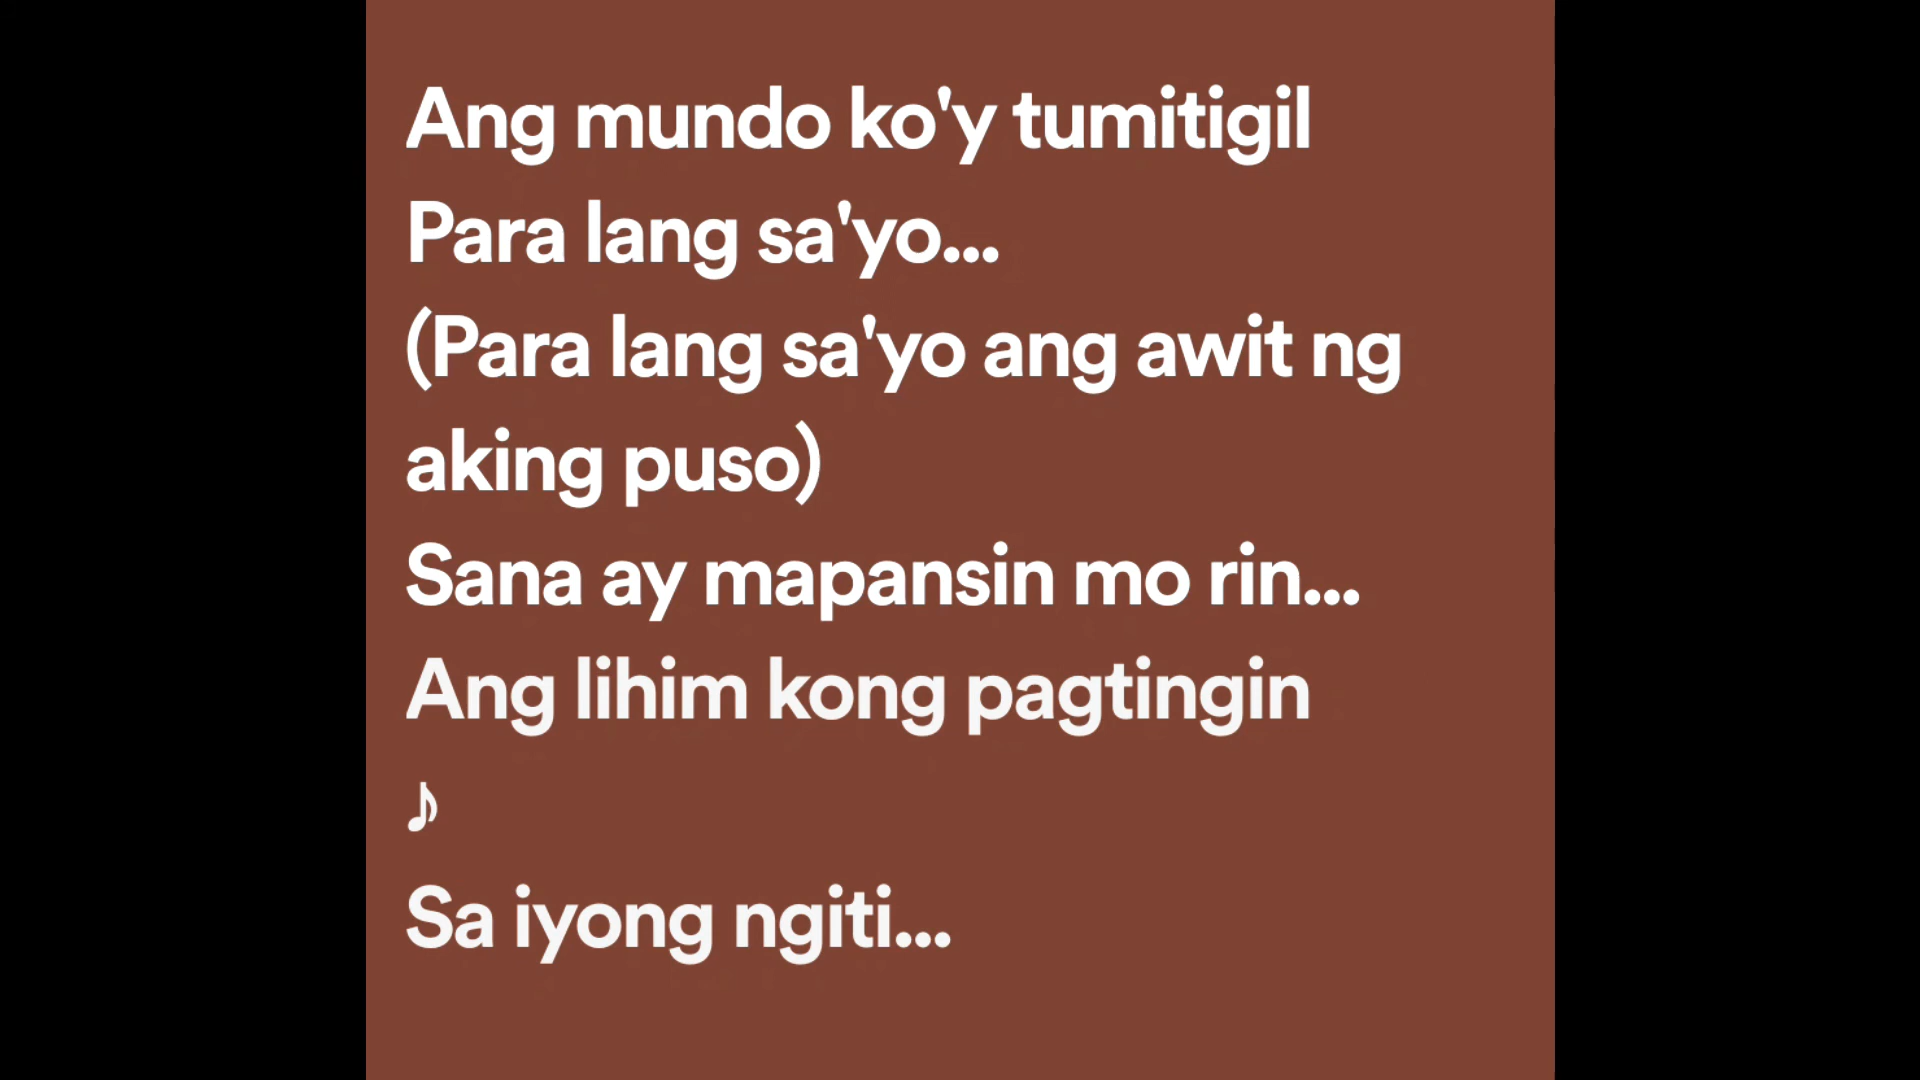 Ang mundo ko'y tumitigil
Para lang sa'yo...
(Para lang sa'yo ang awit ng
aking puso)
Sana ay mapansin mo rin...
Ang lihim kong pagtingin
♪
Sa iyong ngiti...